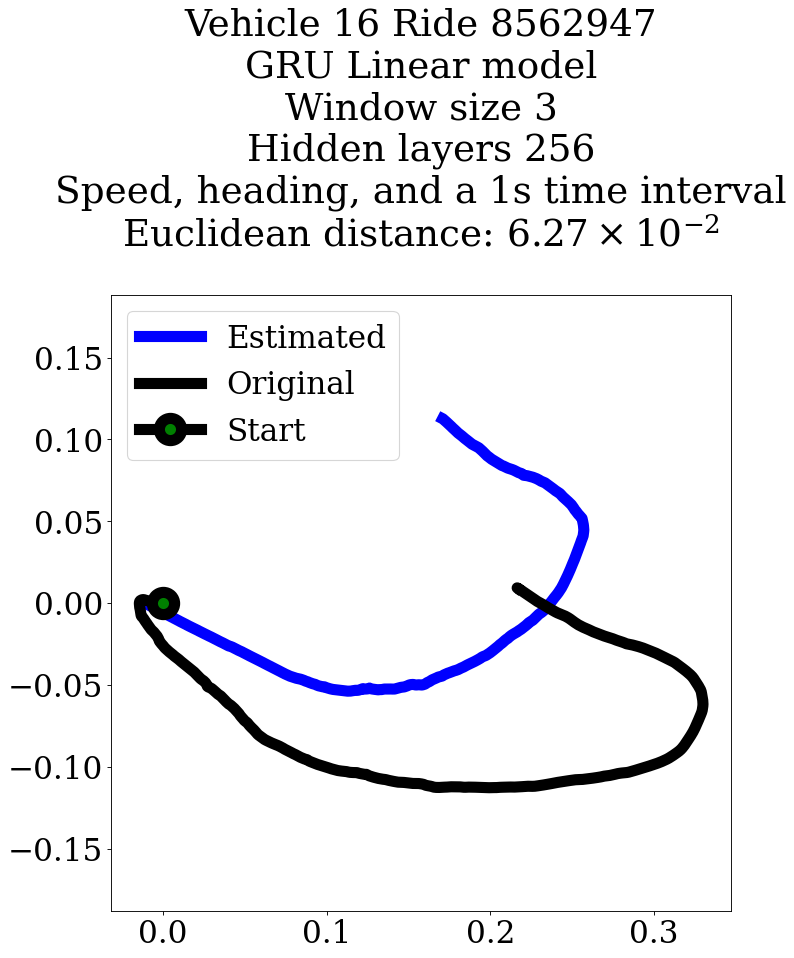 Vehicle 16 Ride 8562947
GRU Linear model
Window size 3
Hidden layers 256
Speed, heading, and a 1s time interval
Euclidean distance: 6.27 × 10⁻²
Estimated
Original
Start
0.15
0.10
0.05
0.00
−0.05
−0.10
−0.15
0.0 0.1 0.2 0.3